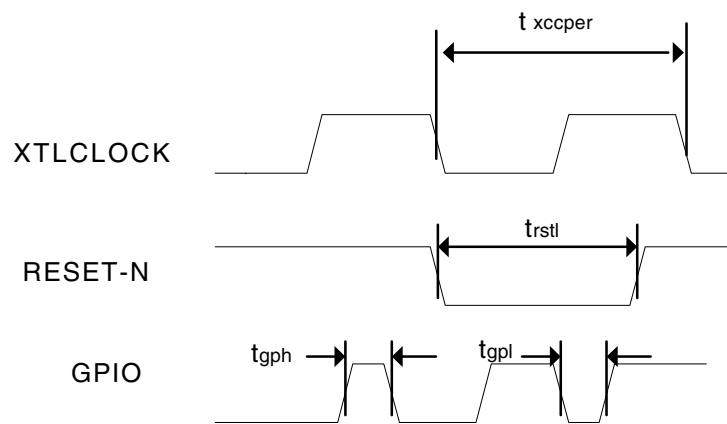 t xccper
XTLCLOCK
trstl
RESET-N
tgph
tgpl
GPIO